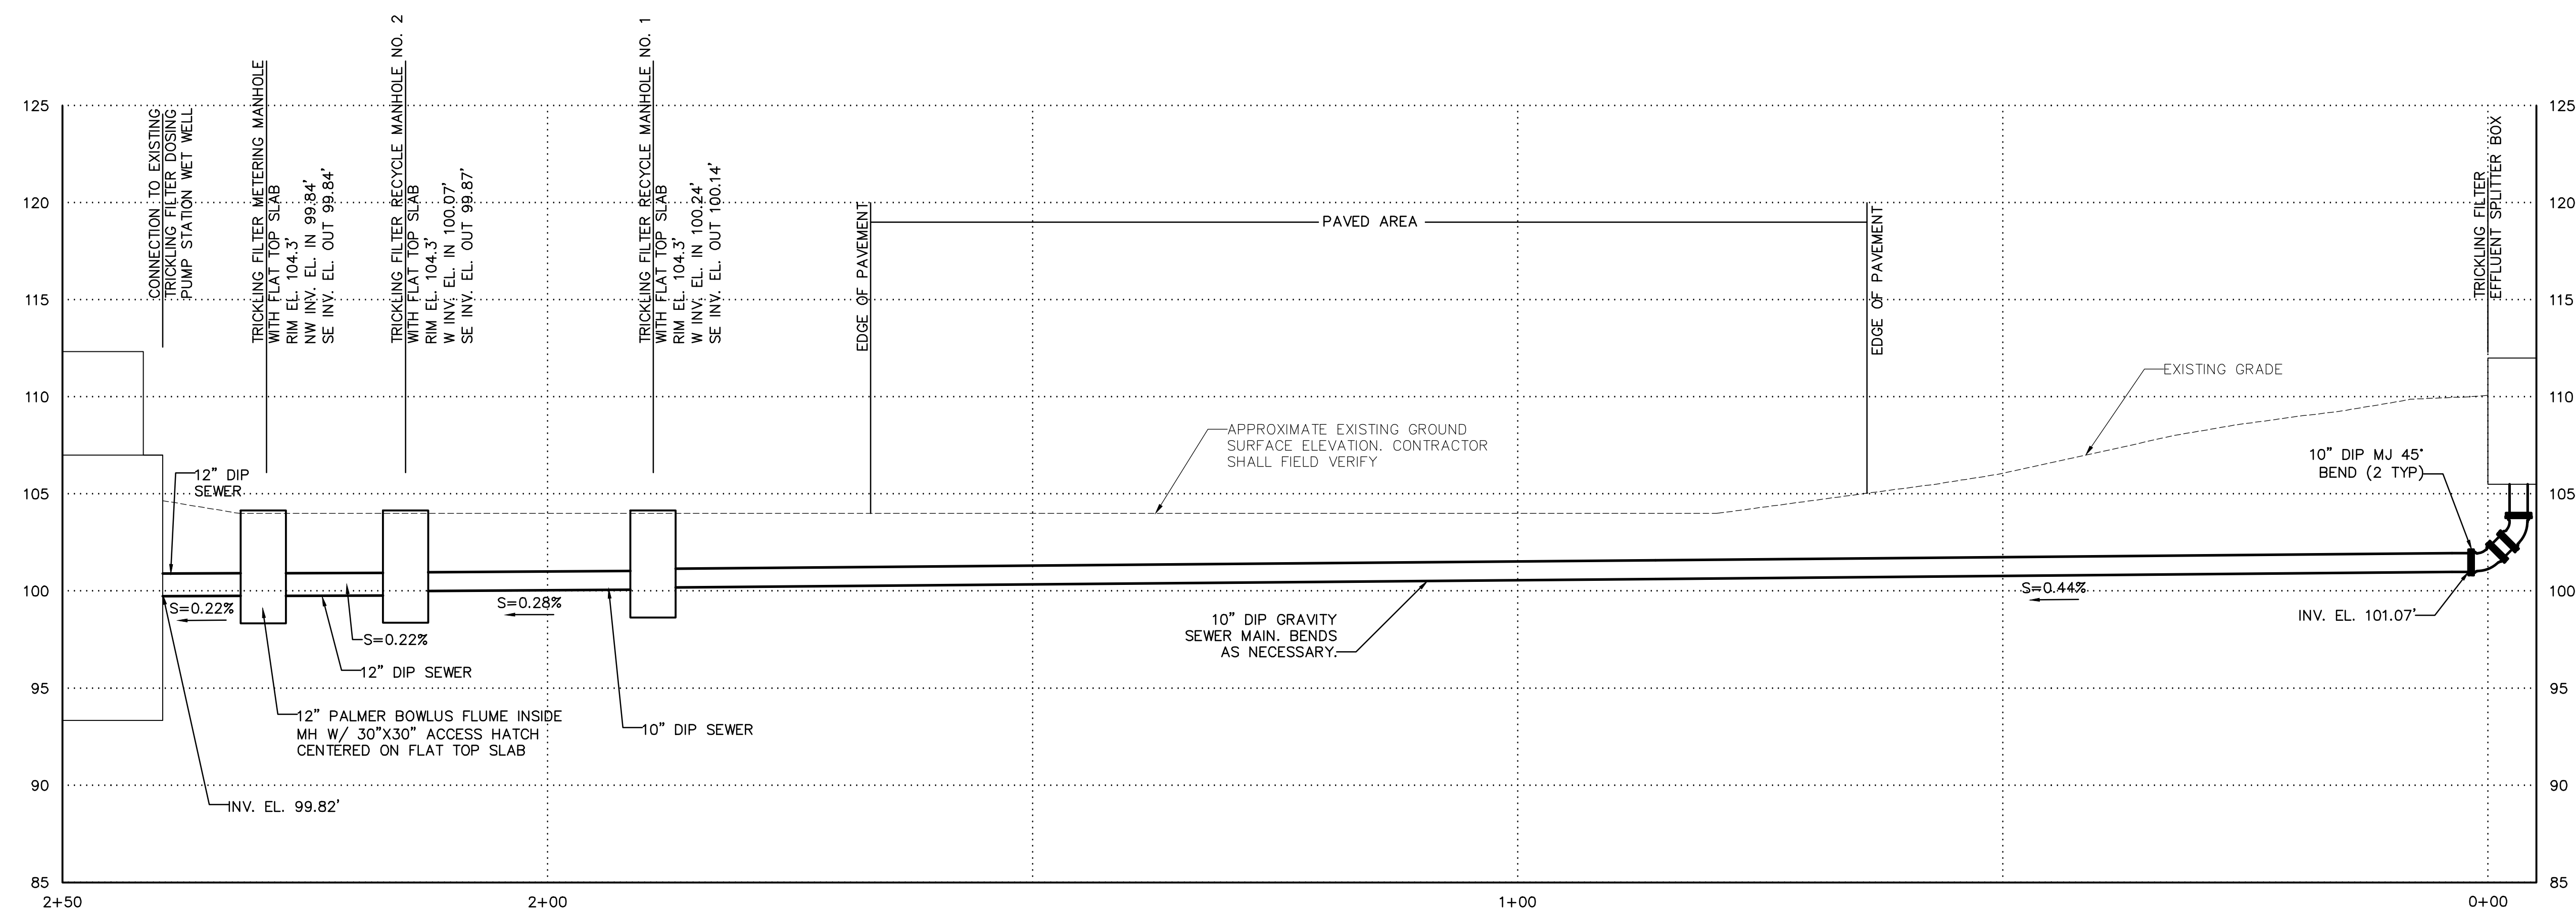 CONNECTION TO EXISTING
TRICKLING FILTER DOSING
PUMP STATION WET WELL
TRICKLING FILTER METERING MANHOLE
WITH FLAT TOP SLAB
RIM EL. 104.3'
NW INV. EL. IN 99.84'
SE INV. EL. OUT 99.84'
TRICKLING FILTER RECYCLE MANHOLE NO. 2
WITH FLAT TOP SLAB
RIM EL. 104.3'
W INV. EL. IN 100.07'
SE INV. EL. OUT 99.87'
TRICKLING FILTER RECYCLE MANHOLE NO. 1
WITH FLAT TOP SLAB
RIM EL. 104.3'
W INV. EL. IN 100.24'
SE INV. EL. OUT 100.14'
EDGE OF PAVEMENT
PAVED AREA
EDGE OF PAVEMENT
TRICKLING FILTER
EFFLUENT SPLITTER BOX
125
120
115
110
105
100
95
90
85
125
120
115
110
105
100
95
90
85
EXISTING GRADE
APPROXIMATE EXISTING GROUND
SURFACE ELEVATION. CONTRACTOR
SHALL FIELD VERIFY
10" DIP MJ 45°
BEND (2 TYP)
12" DIP
SEWER
S=0.22%
S=0.28%
S=0.44%
S=0.22%
INV. EL. 101.07'
10" DIP GRAVITY
SEWER MAIN. BENDS
AS NECESSARY.
12" DIP SEWER
12" PALMER BOWLUS FLUME INSIDE
MH W/ 30"X30" ACCESS HATCH
CENTERED ON FLAT TOP SLAB
10" DIP SEWER
INV. EL. 99.82'
2+50
2+00
1+00
0+00